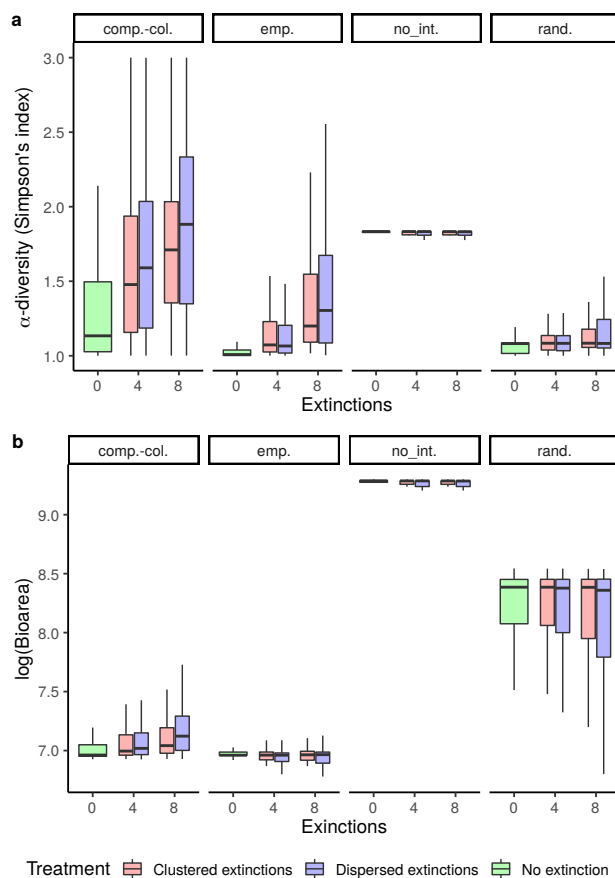 a
comp.-col. emp. no_int. rand.
3.0
2.5
2.0
1.5
1.0
α-diversity (Simpson's index)
0 4 8 0 4 8 0 4 8 0 4 8
Extinctions
b
comp.-col. emp. no_int. rand.
9.0
8.5
8.0
7.5
7.0
log(Bioarea)
0 4 8 0 4 8 0 4 8 0 4 8
Exinctions
Treatment Clustered extinctions Dispersed extinctions No extinction